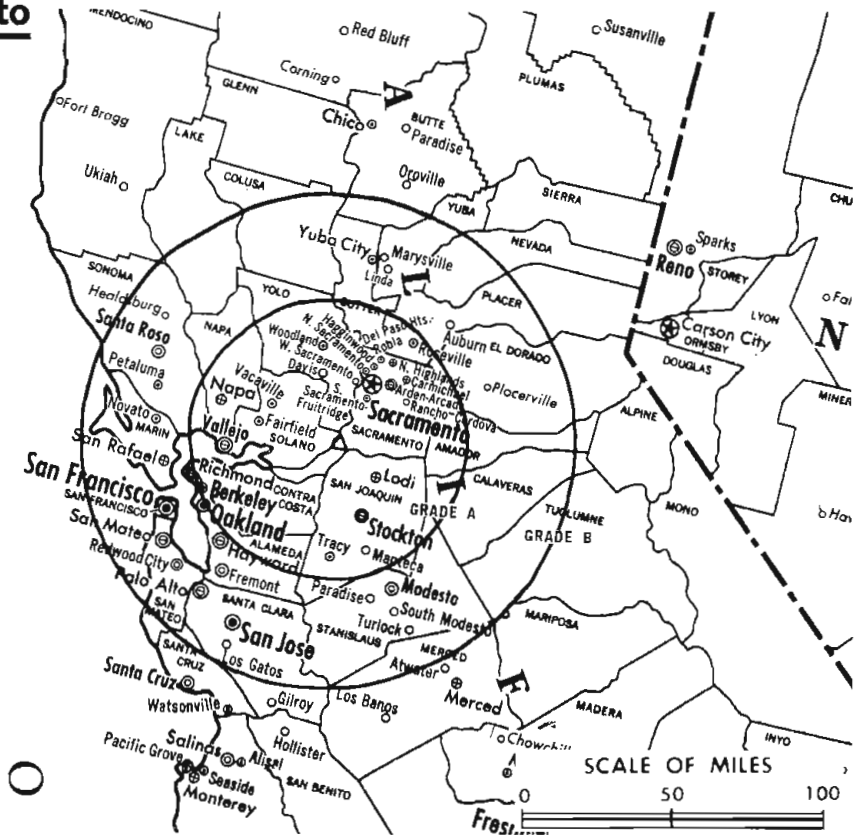 to
Red Bluff
Susanville
Corning
GLENN
PLUMAS
A
Fort Bragg
BUTTE
Chico
Paradise
LAKE
Ukiah
Oroville
COLUSA
SIERRA
YUBA
Yuba City
Marysville
NEVADA
Sparks
Reno
STOREY
Linda
L
SONOMA
YOLO
PLACER
Healdsburg
SUTTER
LYON
NAPA
Del Paso Hts.
Santa Rosa
Hagginwood
Robla
N. Sacramento
Auburn
EL DORADO
Carson City
ORMSBY
N
Woodland
Roseville
W. Sacramento
N. Highlands
DOUGLAS
Petaluma
Davis
Carmichael
Vacaville
Arden-Arcade
Placerville
Napa
S. Sacramento-
Fruitridge
Rancho-Cordova
Sacramento
ALPINE
Novato
MARIN
Fairfield
Vallejo
SOLANO
SACRAMENTO
AMADOR
San Rafael
San Francisco
Richmond
CONTRA
COSTA
Lodi
SAN JOAQUIN
CALAVERAS
I
SAN FRANCISCO
Berkeley
Oakland
GRADE A
TUOLUMNE
MONO
San Mateo
Stockton
GRADE B
ALAMEDA
Tracy
Manteca
Redwood City
Hayward
Palo Alto
Fremont
Paradise
Modesto
SAN
MATEO
SANTA CLARA
South Modesto
MARIPOSA
San Jose
STANISLAUS
Turlock
SANTA
CRUZ
MERCED
Los Gatos
Atwater
Santa Cruz
Merced
F
Watsonville
Gilroy
Los Banos
MADERA
Salinas
Alisal
Hollister
INYO
Pacific Grove
Seaside
Monterey
SAN BENITO
SCALE OF MILES
0 50 100
O